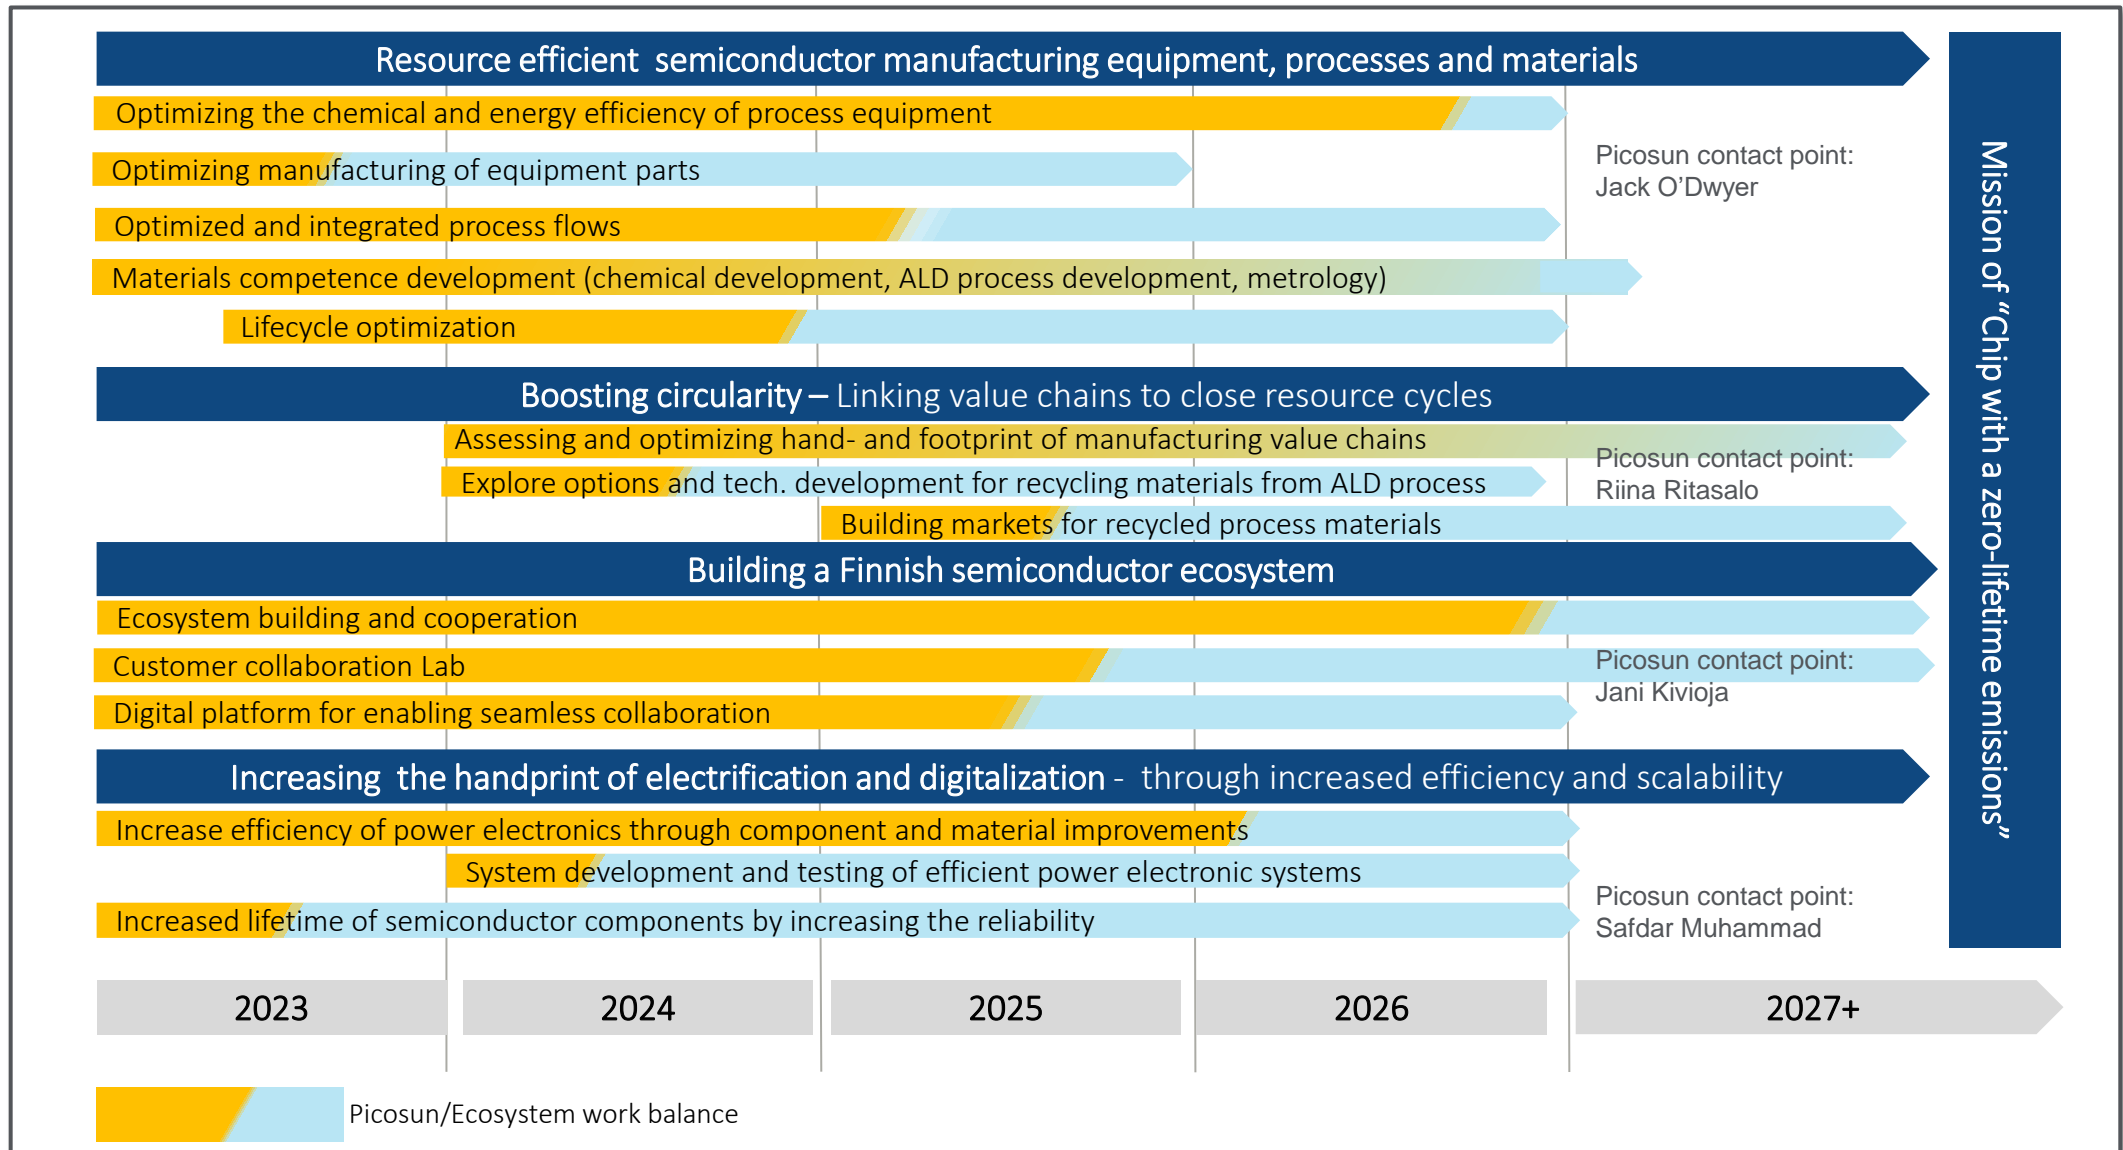 Resource efficient semiconductor manufacturing equipment, processes and materials
Optimizing the chemical and energy efficiency of process equipment
Optimizing manufacturing of equipment parts
Picosun contact point:
Jack O’Dwyer
Optimized and integrated process flows
Materials competence development (chemical development, ALD process development, metrology)
Lifecycle optimization
Boosting circularity – Linking value chains to close resource cycles
Assessing and optimizing hand- and footprint of manufacturing value chains
Explore options and tech. development for recycling materials from ALD process
Picosun contact point:
Riina Ritasalo
Building markets for recycled process materials
Building a Finnish semiconductor ecosystem
Ecosystem building and cooperation
Customer collaboration Lab
Picosun contact point:
Jani Kivioja
Digital platform for enabling seamless collaboration
Increasing the handprint of electrification and digitalization - through increased efficiency and scalability
Increase efficiency of power electronics through component and material improvements
System development and testing of efficient power electronic systems
Increased lifetime of semiconductor components by increasing the reliability
Picosun contact point:
Safdar Muhammad
Mission of “Chip with a zero-lifetime emissions”
2023 2024 2025 2026 2027+
Picosun/Ecosystem work balance